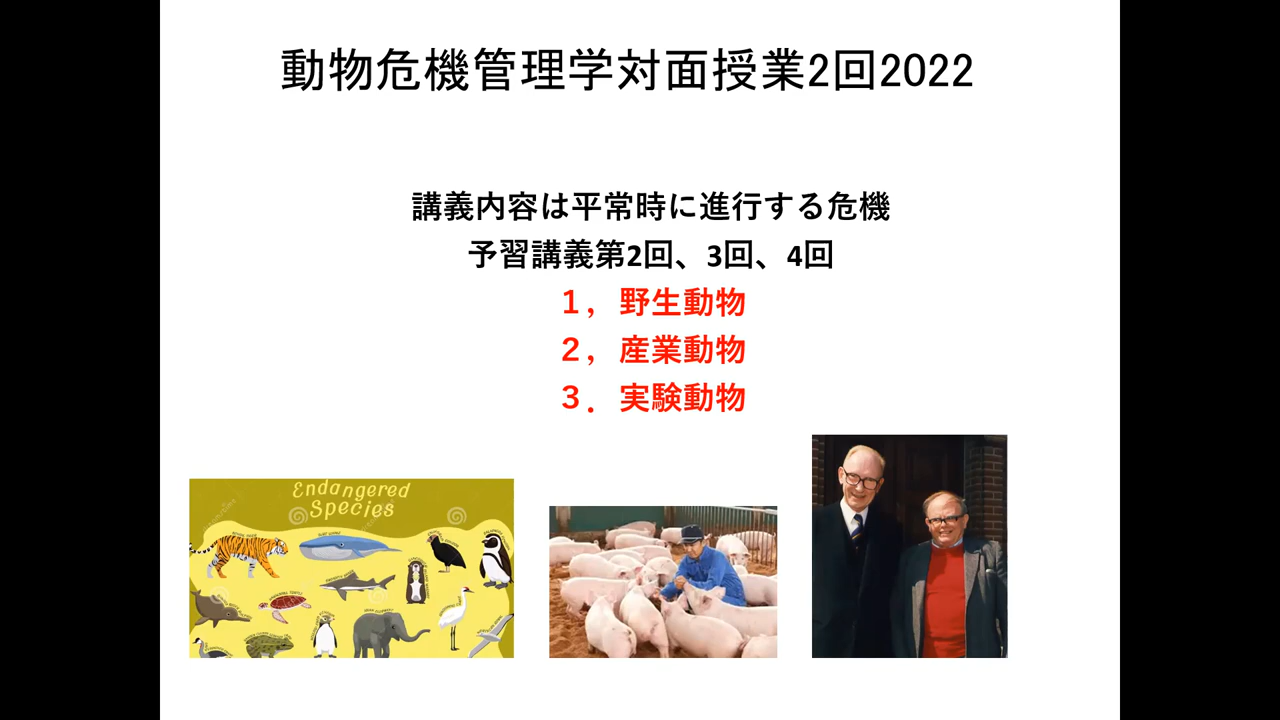 動物危機管理学対面授業2回2022
講義内容は平常時に進行する危機
予習講義第2回、3回、4回
１，野生動物
２，産業動物
３．実験動物
Endangered
Species